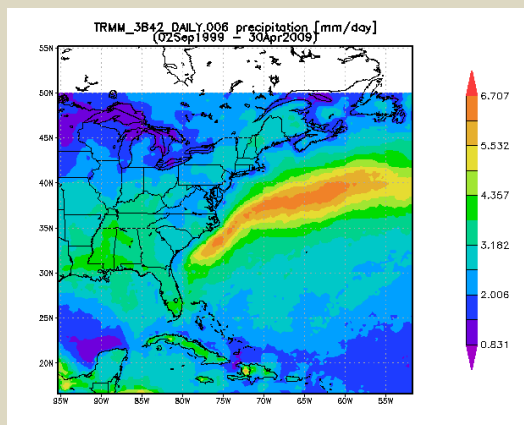 TRMM_3B42_DAILY.006 precipitation [mm/day]
(02Sep1999 – 30Apr2009)
55N
50N
45N
40N
35N
30N
25N
20N
95W 90W 85W 80W 75W 70W 65W 60W 55W
6.707
5.532
4.357
3.182
2.006
0.831